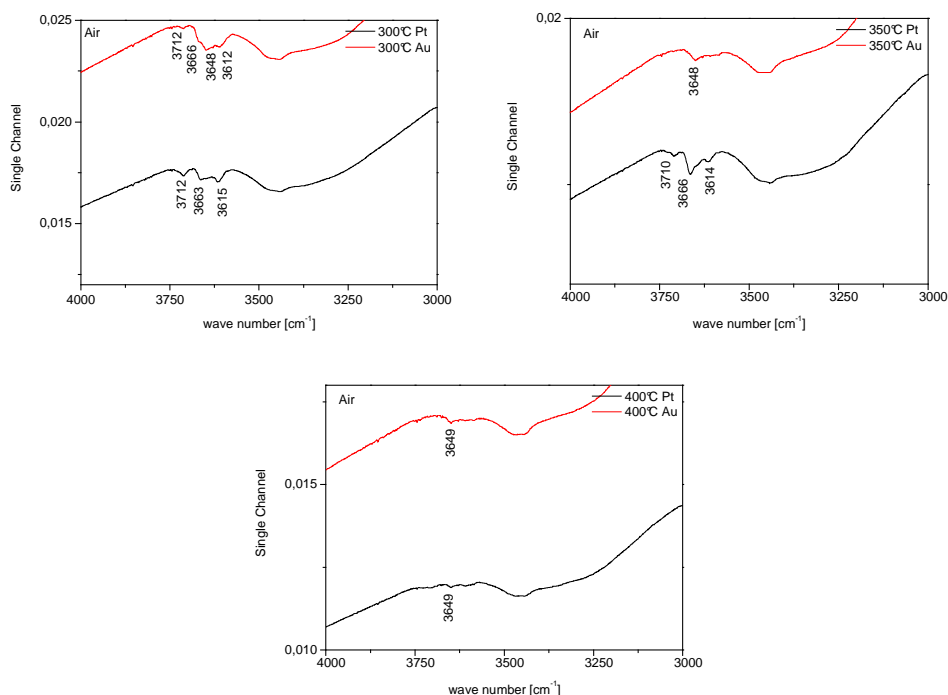 0,025
Air
300°C Pt
300°C Au
3712
3666
3648
3612
0,020
Single Channel
3712
3663
3615
0,015
4000
3750
3500
3250
3000
wave number [cm⁻¹]
0,02
Air
350°C Pt
350°C Au
3648
Single Channel
3710
3666
3614
4000
3750
3500
3250
3000
wave number [cm⁻¹]
Air
400°C Pt
400°C Au
3649
0,015
Single Channel
3649
0,010
4000
3750
3500
3250
3000
wave number [cm⁻¹]